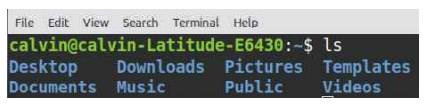 File Edit View Search Terminal Help
calvin@calvin-Latitude-E6430:~$ ls
Desktop Downloads Pictures Templates
Documents Music Public Videos